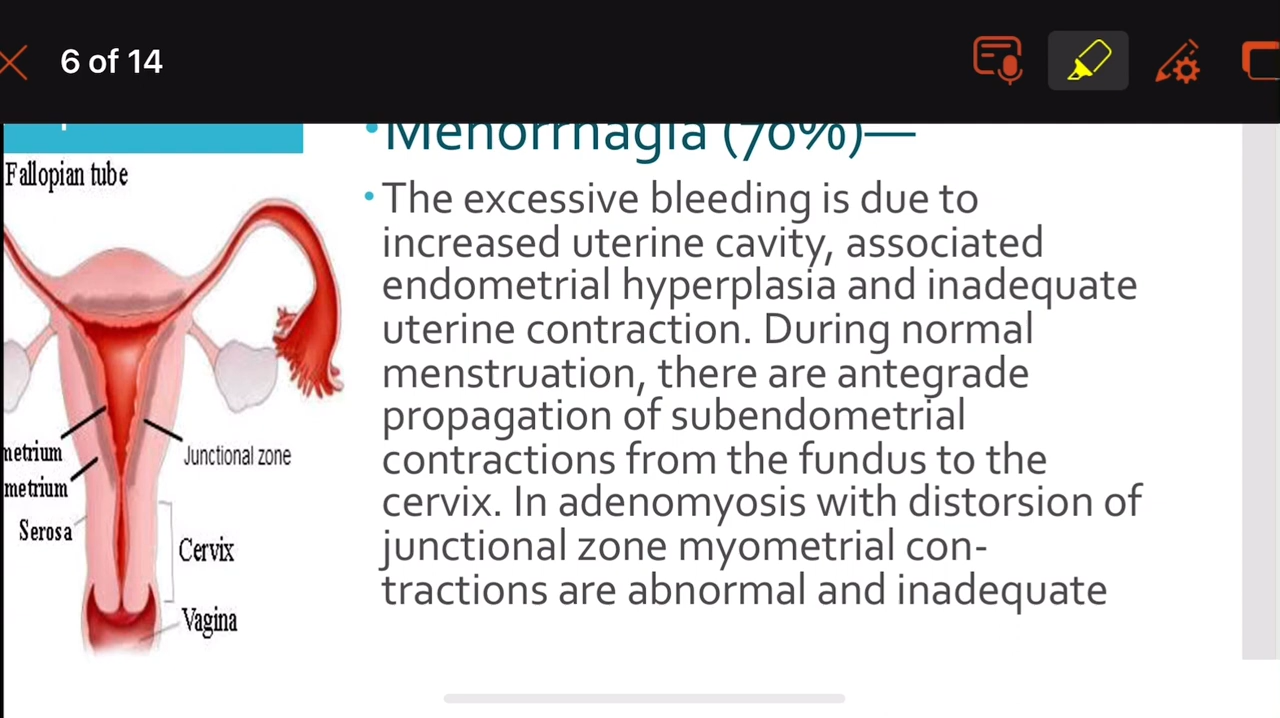 6 of 14
Menorrhagia (70%)—
Fallopian tube
The excessive bleeding is due to
increased uterine cavity, associated
endometrial hyperplasia and inadequate
uterine contraction. During normal
menstruation, there are antegrade
propagation of subendometrial
contractions from the fundus to the
cervix. In adenomyosis with distorsion of
junctional zone myometrial con-
tractions are abnormal and inadequate
metrium
Junctional zone
metrium
Serosa
Cervix
Vagina